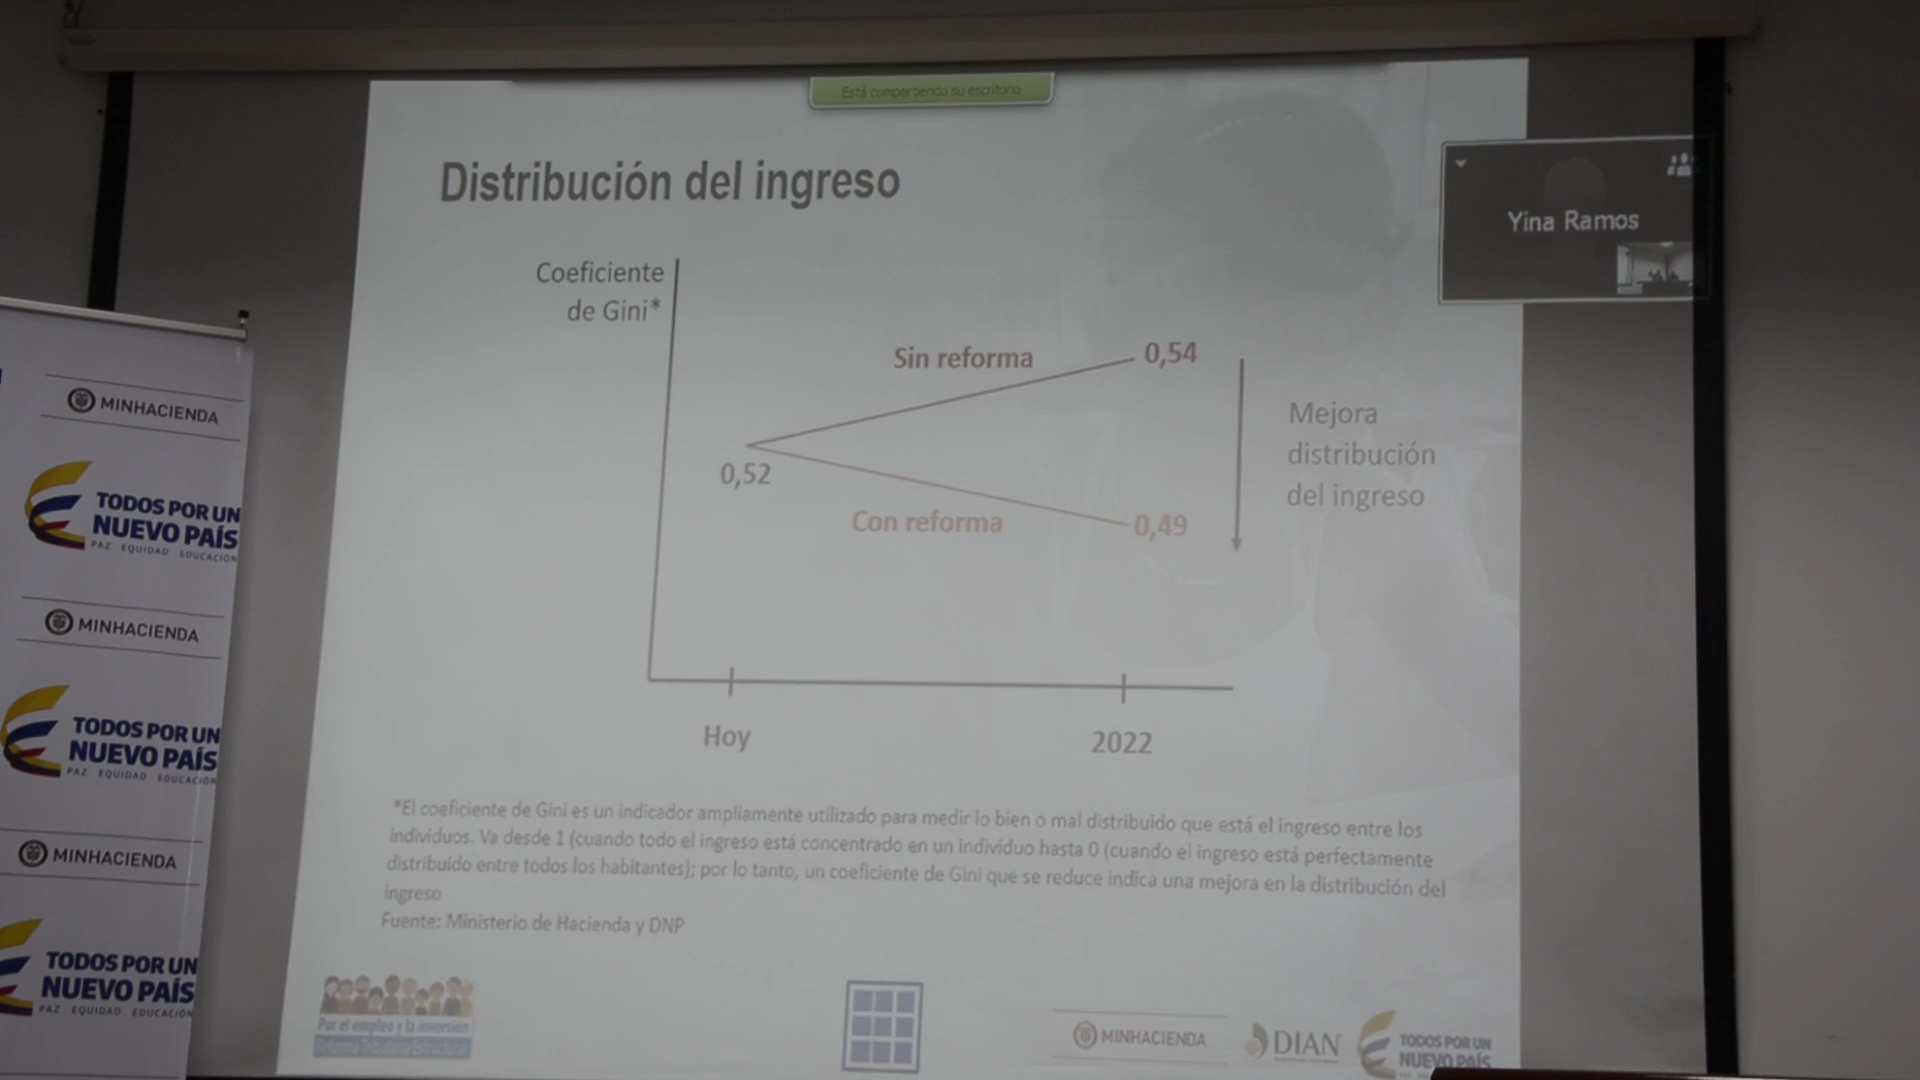 Está compartiendo su escritorio
Distribución del ingreso
Yina Ramos
Coeficiente
de Gini*
Sin reforma
0,54
0,52
Con reforma
0,49
Mejora
distribución
del ingreso
Hoy
2022
*El coeficiente de Gini es un indicador ampliamente utilizado para medir lo bien o mal distribuido que está el ingreso entre los
individuos. Va desde 1 (cuando todo el ingreso está concentrado en un individuo hasta 0 (cuando el ingreso está perfectamente
distribuido entre todos los habitantes); por lo tanto, un coeficiente de Gini que se reduce indica una mejora en la distribución del
ingreso
Fuente: Ministerio de Hacienda y DNP
Por el empleo y la inversión
Reforma Tributaria Estructural
MINHACIENDA
DIAN
TODOS POR UN
NUEVO PAÍS
MINHACIENDA
TODOS POR UN
NUEVO PAÍS
PAZ EQUIDAD EDUCACIÓN
MINHACIENDA
TODOS POR UN
NUEVO PAÍS
PAZ EQUIDAD EDUCACIÓN
MINHACIENDA
TODOS POR UN
NUEVO PAÍS
PAZ EQUIDAD EDUCACIÓN